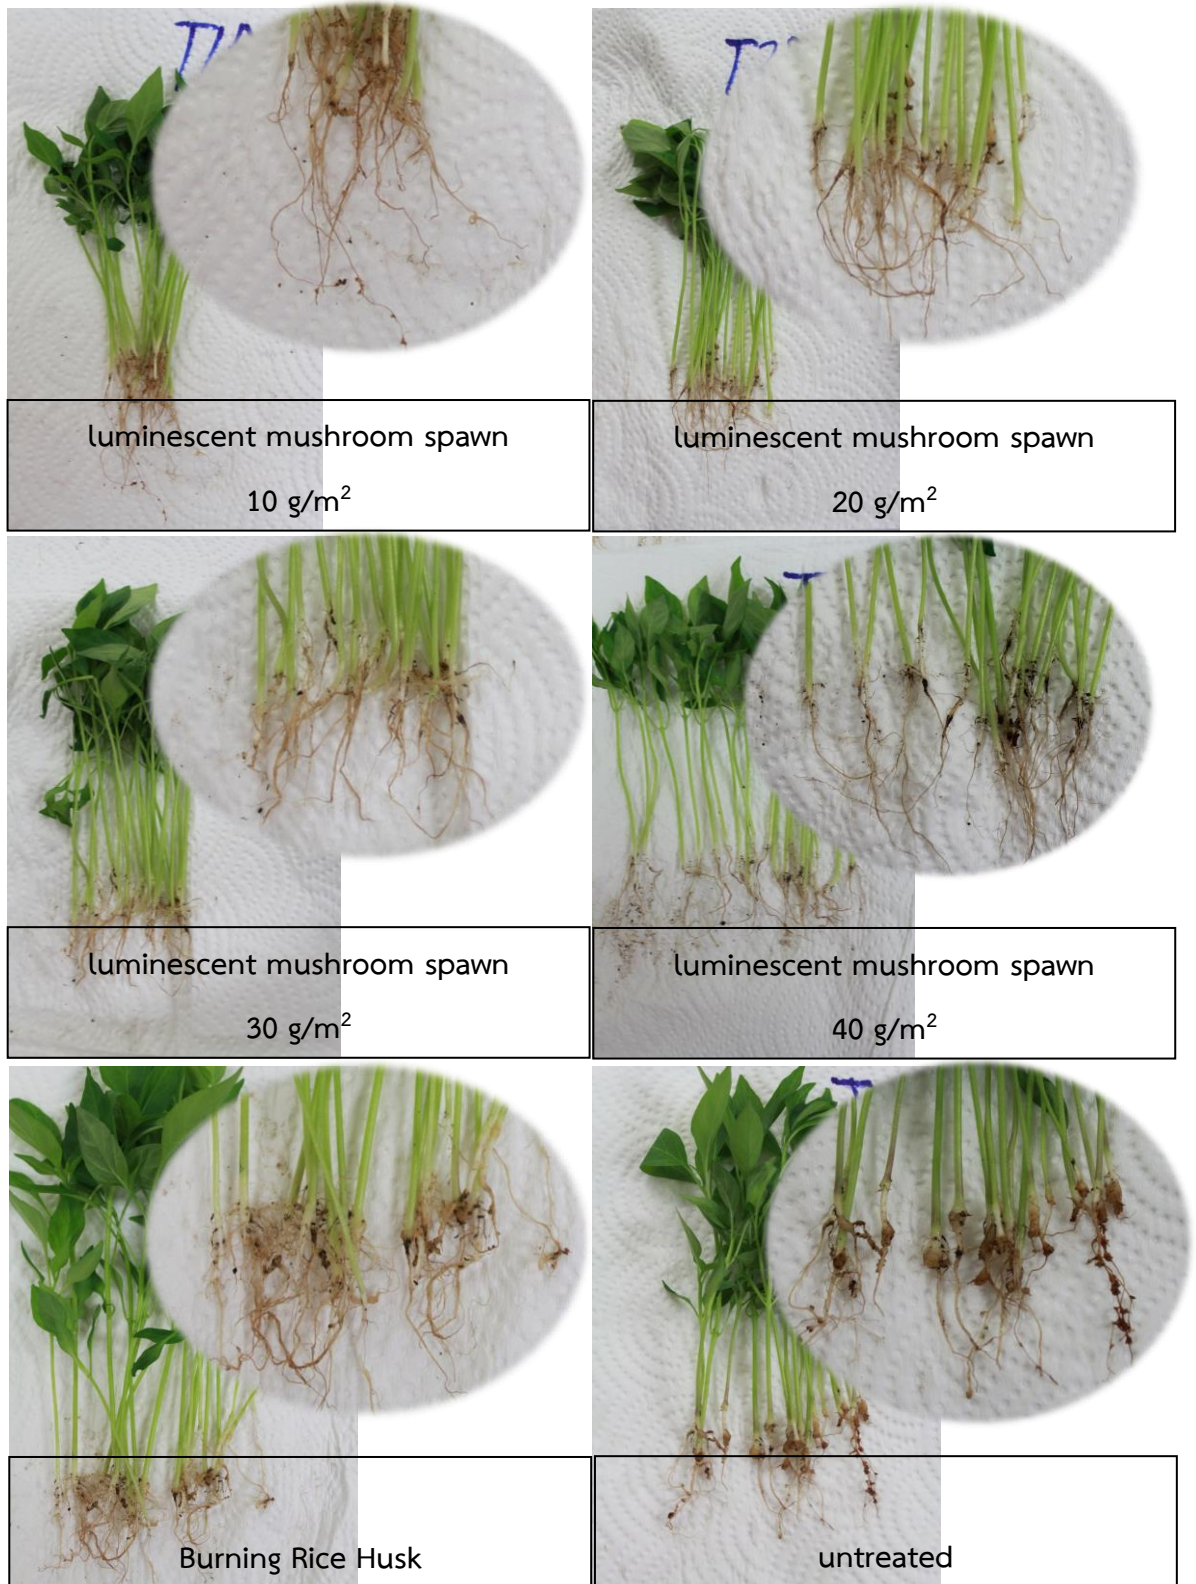 luminescent mushroom spawn
10 g/m²
luminescent mushroom spawn
20 g/m²
luminescent mushroom spawn
30 g/m²
luminescent mushroom spawn
40 g/m²
Burning Rice Husk
untreated